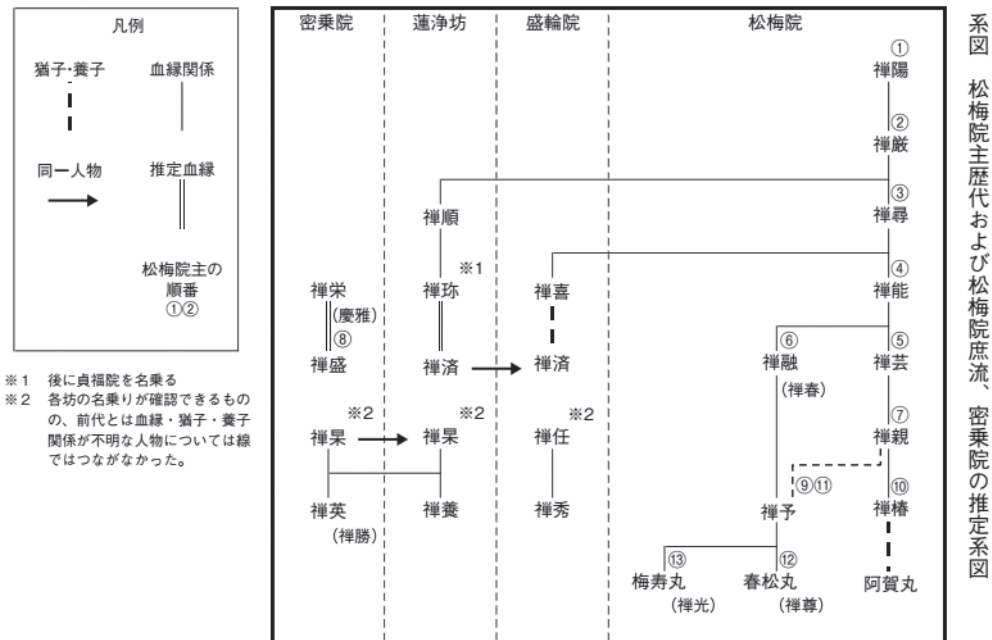 系図　松梅院主歴代および松梅院庶流、密乗院の推定系図
凡例
猶子・養子
血縁関係
同一人物
推定血縁
松梅院主の
順番
①②
※1　後に貞福院を名乗る
※2　各坊の名乗りが確認できるもの
の、前代とは血縁・猶子・養子
関係が不明な人物については線
ではつながなかった。
密乗院
蓮浄坊
盛輪院
松梅院
①
禅陽
②
禅厳
③
禅尋
禅順
④
禅能
※1
禅栄
禅珎
禅喜
(慶雅)
⑧
禅盛
禅済
禅済
⑥
禅融
(禅春)
⑤
禅芸
※2
禅杲
※2
禅杲
※2
禅任
⑦
禅親
⑨⑪
禅予
⑩
禅椿
禅英
(禅勝)
禅養
禅秀
⑬
梅寿丸
(禅光)
⑫
春松丸
(禅尊)
阿賀丸